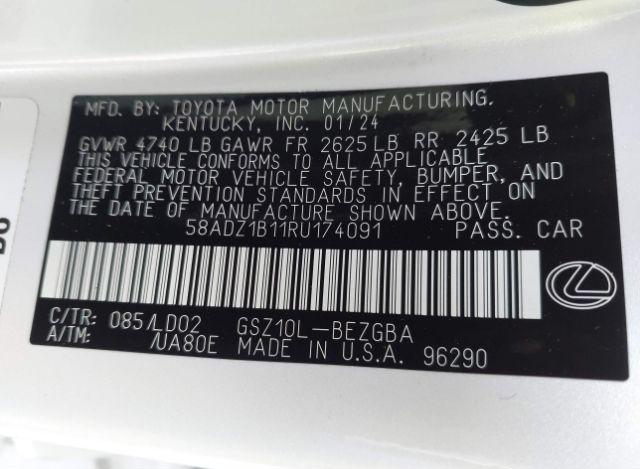 MFD. BY: TOYOTA MOTOR MANUFACTURING.
KENTUCKY, INC. 01/24
GVWR 4740 LB GAWR FR 2625 LB RR 2425 LB
THIS VEHICLE CONFORMS TO ALL APPLICABLE
FEDERAL MOTOR VEHICLE SAFETY, BUMPER, AND
THEFT PREVENTION STANDARDS IN EFFECT ON
THE DATE OF MANUFACTURE SHOWN ABOVE.
58ADZ1B11RU174091 PASS. CAR
C/TR: 085/LD02 GSZ10L-BEZGBA
A/TM: /UA80E MADE IN U.S.A. 96290